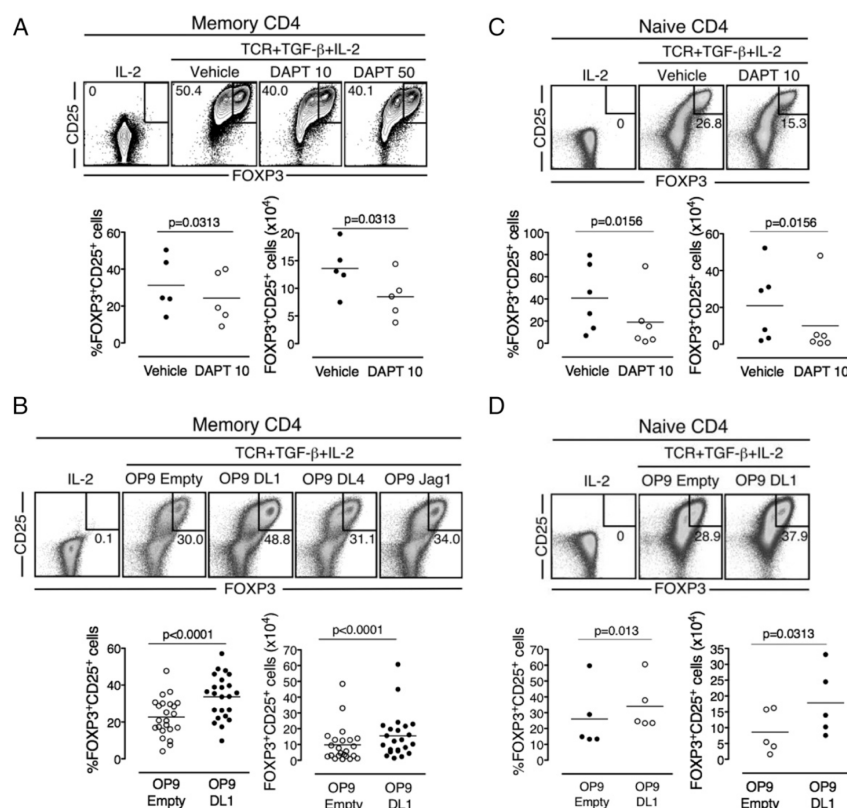 A
Memory CD4
TCR+TGF-β+IL-2
IL-2 Vehicle DAPT 10 DAPT 50
0 50.4 40.0 40.1
CD25
FOXP3
%FOXP3+CD25+ cells
p=0.0313
60
40
20
0
Vehicle DAPT 10
FOXP3+CD25+ cells (x10^4)
p=0.0313
20
15
10
5
0
Vehicle DAPT 10
C
Naive CD4
TCR+TGF-β+IL-2
IL-2 Vehicle DAPT 10
CD25
0 26.8 15.3
FOXP3
%FOXP3+CD25+ cells
p=0.0156
100
80
60
40
20
0
Vehicle DAPT 10
FOXP3+CD25+ cells (x10^4)
p=0.0156
60
40
20
0
Vehicle DAPT 10
B
Memory CD4
TCR+TGF-β+IL-2
IL-2 OP9 Empty OP9 DL1 OP9 DL4 OP9 Jag1
CD25
0.1 30.0 48.8 31.1 34.0
FOXP3
%FOXP3+CD25+ cells
p<0.0001
60
40
20
0
OP9 OP9
Empty DL1
FOXP3+CD25+ cells (x10^4)
p<0.0001
70
60
50
40
30
20
10
0
OP9 OP9
Empty DL1
D
Naive CD4
TCR+TGF-β+IL-2
IL-2 OP9 Empty OP9 DL1
CD25
0 28.9 37.9
FOXP3
%FOXP3+CD25+ cells
p=0.013
70
60
50
40
30
20
10
0
OP9 OP9
Empty DL1
FOXP3+CD25+ cells (x10^4)
p=0.0313
35
30
25
20
15
10
5
0
OP9 OP9
Empty DL1